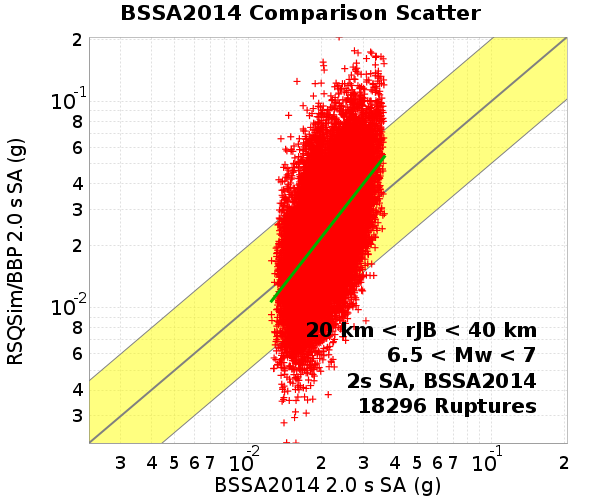 BSSA2014 Comparison Scatter
RSQSim/BBP 2.0 s SA (g)
2
10^-1
8
6
4
3
2
10^-2
8
6
4
3
20 km < rJB < 40 km
6.5 < Mw < 7
2s SA, BSSA2014
18296 Ruptures
3 4 5 6 7 10^-2 2 3 4 5 6 7 10^-1 2
BSSA2014 2.0 s SA (g)